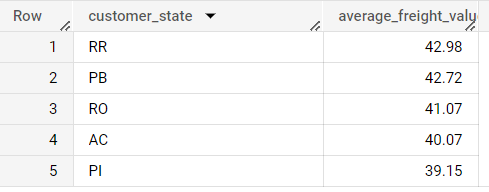 Row customer_state average_freight_valu
1 RR 42.98
2 PB 42.72
3 RO 41.07
4 AC 40.07
5 PI 39.15